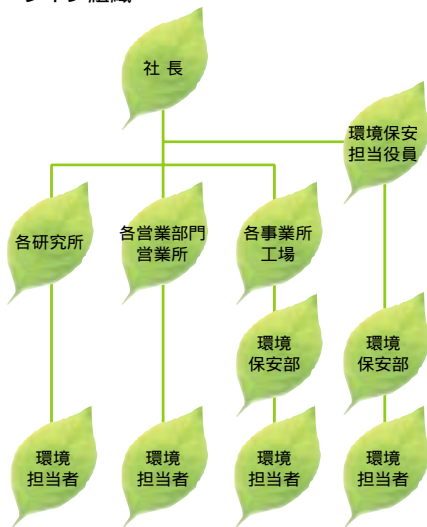 ライン組織
社 長
環境保安
担当役員
各研究所
各営業部門
営業所
各事業所
工場
環境
保安部
環境
保安部
環境
担当者
環境
担当者
環境
担当者
環境
担当者